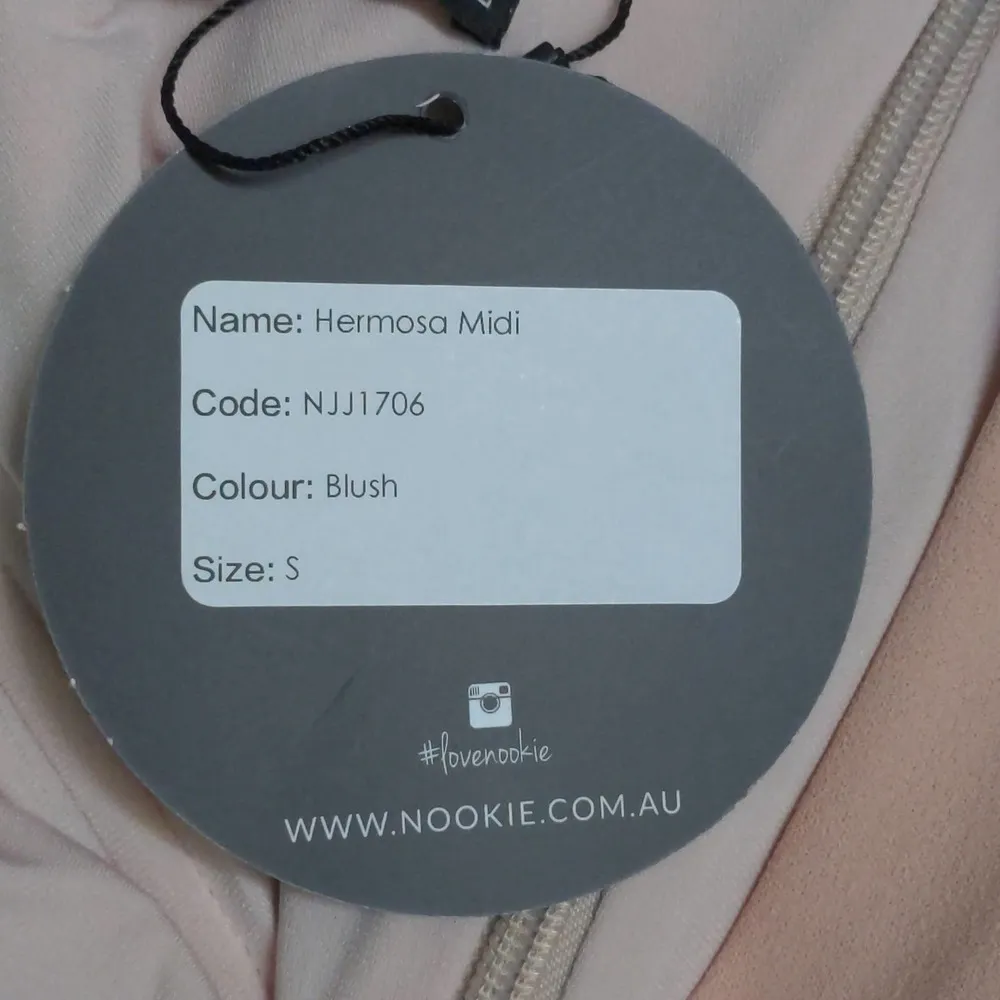 Name: Hermosa Midi
Code: NJJ1706
Colour: Blush
Size: S
#lovenookie
WWW.NOOKIE.COM.AU